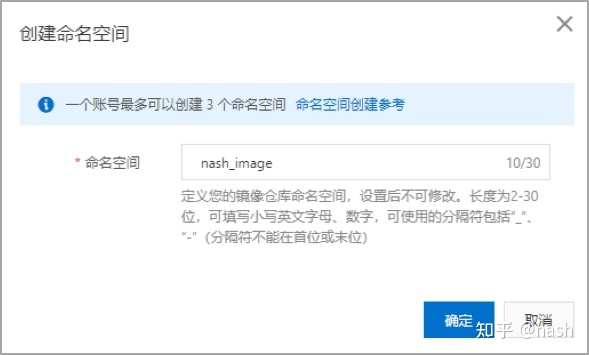 创建命名空间
一个账号最多可以创建 3 个命名空间 命名空间创建参考
* 命名空间 nash_image 10/30
定义您的镜像仓库命名空间，设置后不可修改。长度为2-30
位，可填写小写英文字母、数字，可使用的分隔符包括“_”、
“-”（分隔符不能在首位或末位）
确定 取消
知乎 @nash